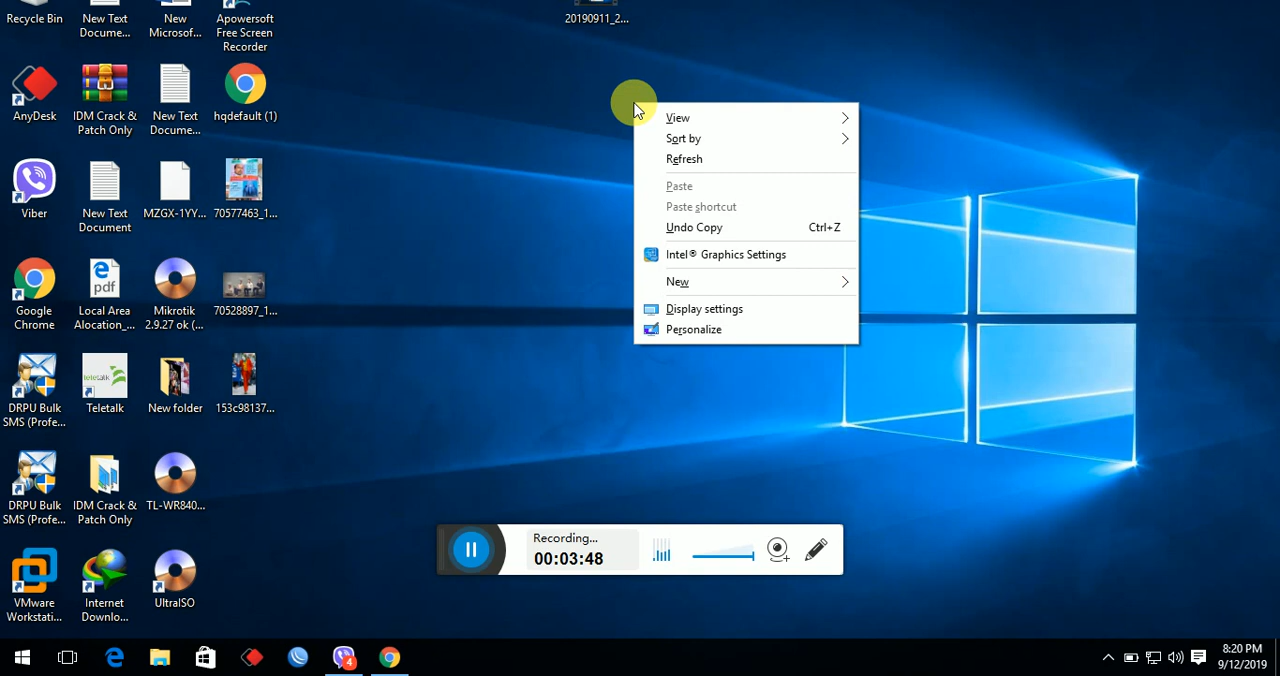 Recycle Bin
New Text
Docume...
New
Microsof...
Apowersoft
Free Screen
Recorder
20190911_2...
AnyDesk
IDM Crack &
Patch Only
New Text
Docume...
hqdefault (1)
Viber
New Text
Document
MZGX-1YY...
70577463_1...
Google
Chrome
pdf
Local Area
Alocation_...
Mikrotik
2.9.27 ok (...
70528897_1...
DRPU Bulk
SMS (Profe...
teletalk
Teletalk
New folder
153c98137...
DRPU Bulk
SMS (Profe...
IDM Crack &
Patch Only
TL-WR840...
VMware
Workstati...
Internet
Downlo...
UltraISO
View
Sort by
Refresh
Paste
Paste shortcut
Undo Copy Ctrl+Z
Intel® Graphics Settings
New
Display settings
Personalize
Recording...
00:03:48
4
8:20 PM
9/12/2019